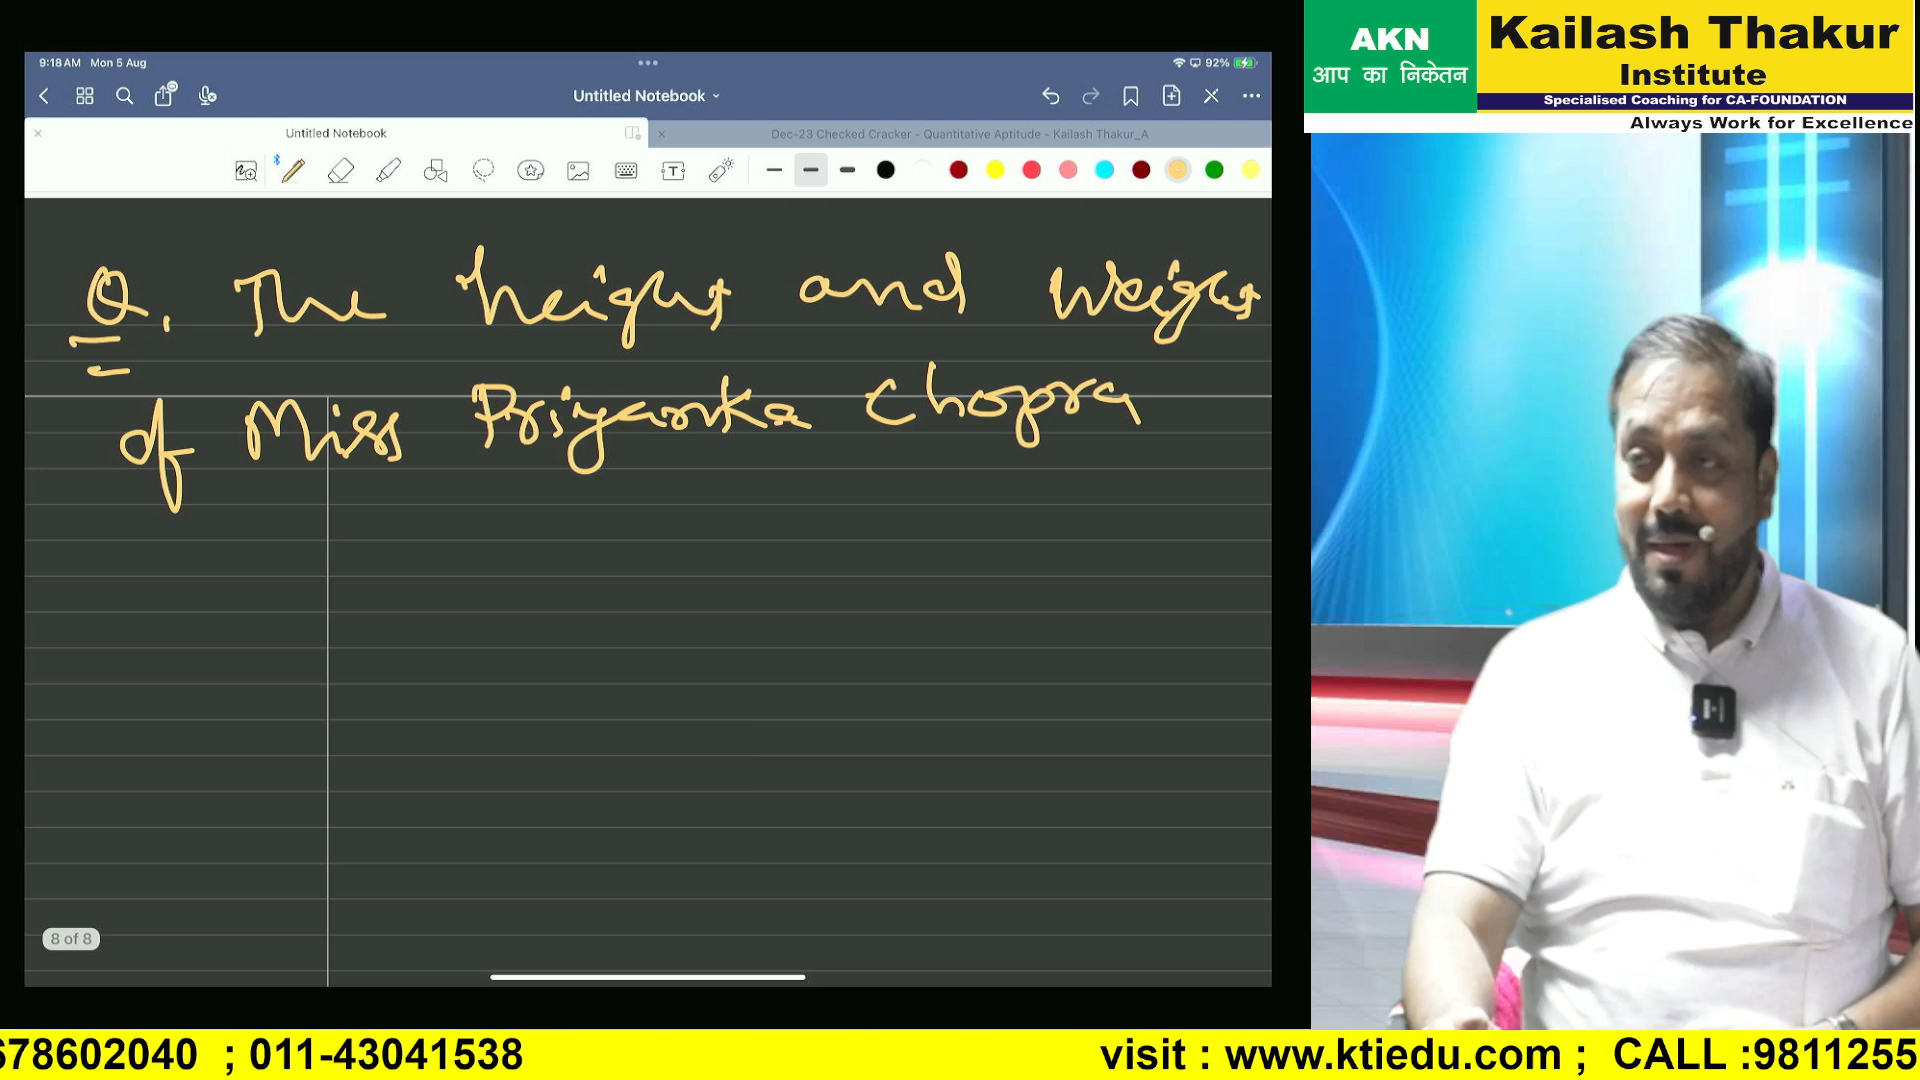 AKN
आप का निकेतन
Kailash Thakur
Institute
Specialised Coaching for CA-FOUNDATION
Always Work for Excellence
9:18 AM Mon 5 Aug
92%
Untitled Notebook
Untitled Notebook
Dec-23 Checked Cracker - Quantitative Aptitude - Kailash Thakur_A
Q. The height and Weight
of Miss Priyanka Chopra
8 of 8
678602040 ; 011-43041538
visit : www.ktiedu.com ; CALL :9811255